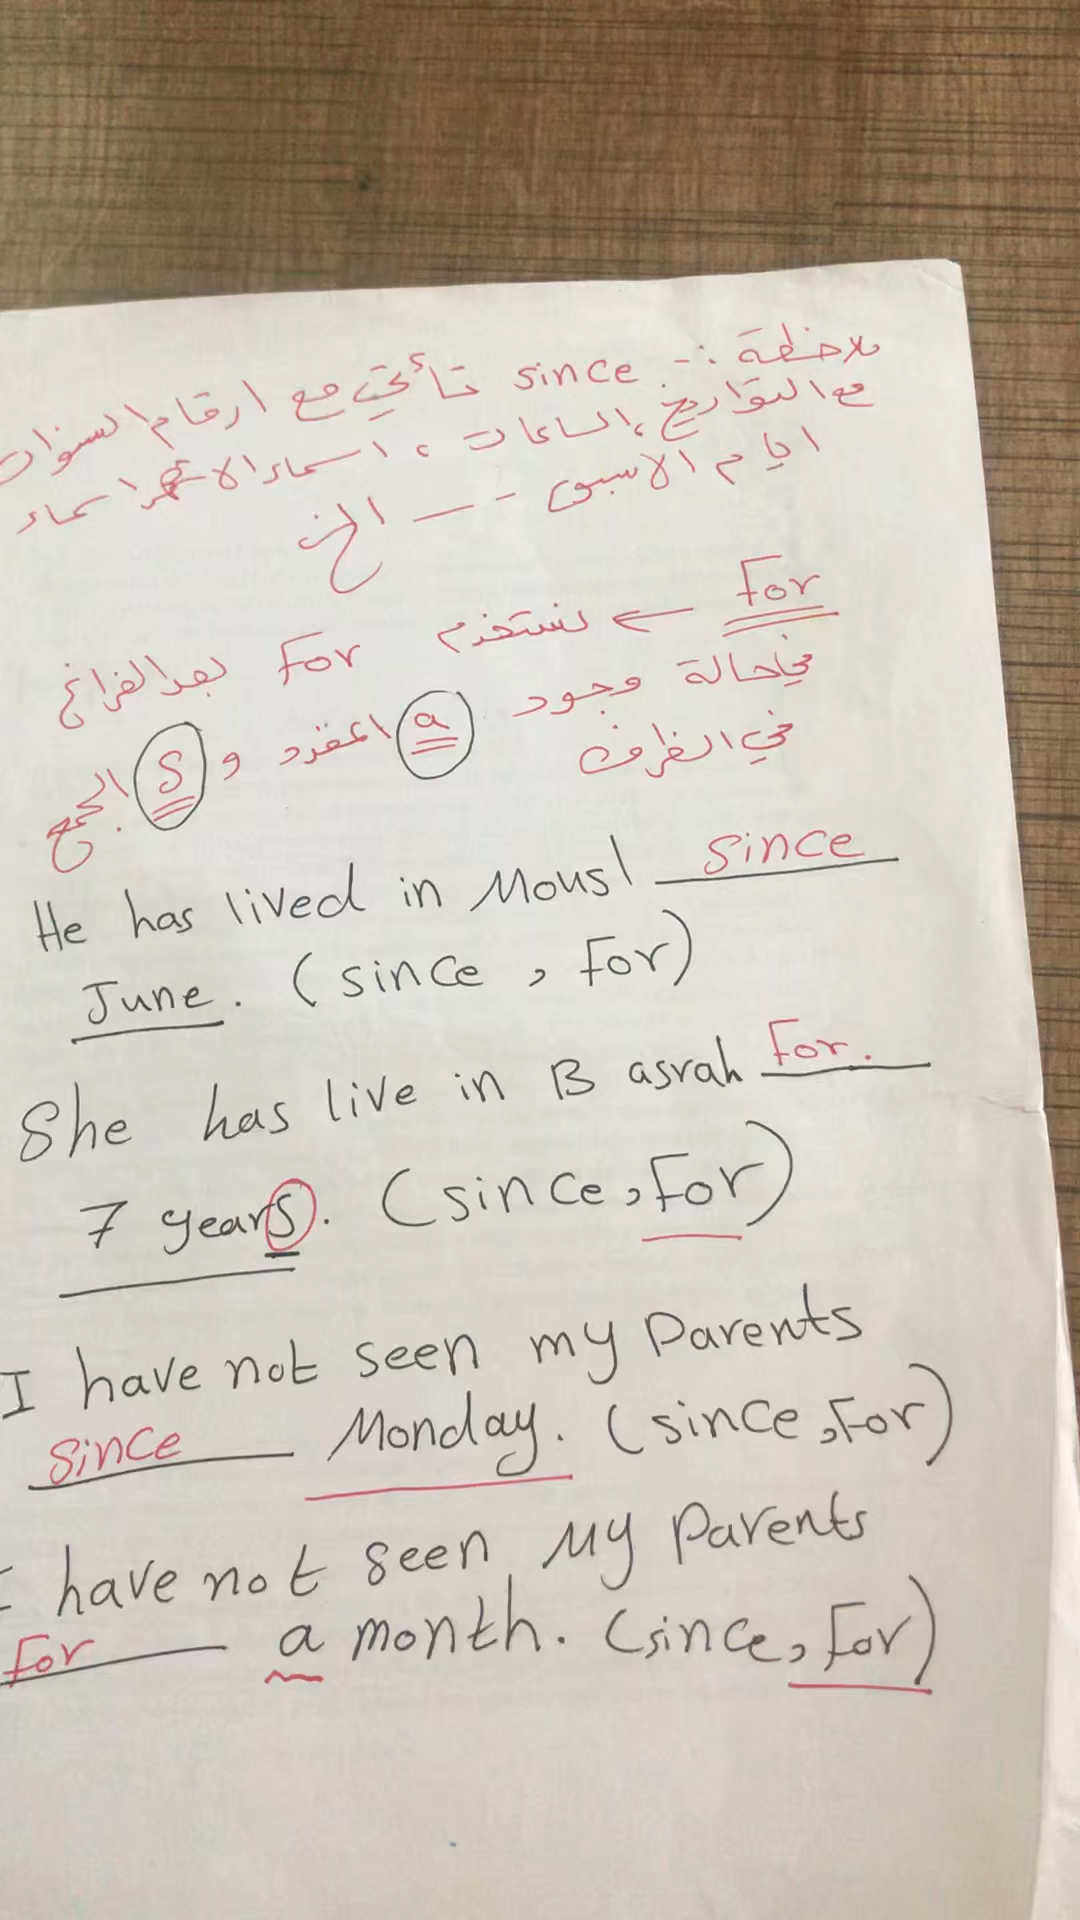 ملاحظة :- since تأتي مع ارقام السنوات
مع التواريخ ، الساعات ، اسماء الاشهر اسماء
ايام الاسبوع - - — الخ
For
← نستخدم For بعد الفراغ
في حالة وجود a المفرد و S الجمع
في الظرف
He has lived in Mousl since
June. (since , For)
She has live in Basrah For.
7 years. (since, For)
I have not seen my Parents
Since Monday. (since, For)
I have not seen My Parents
For a month. (since, For)